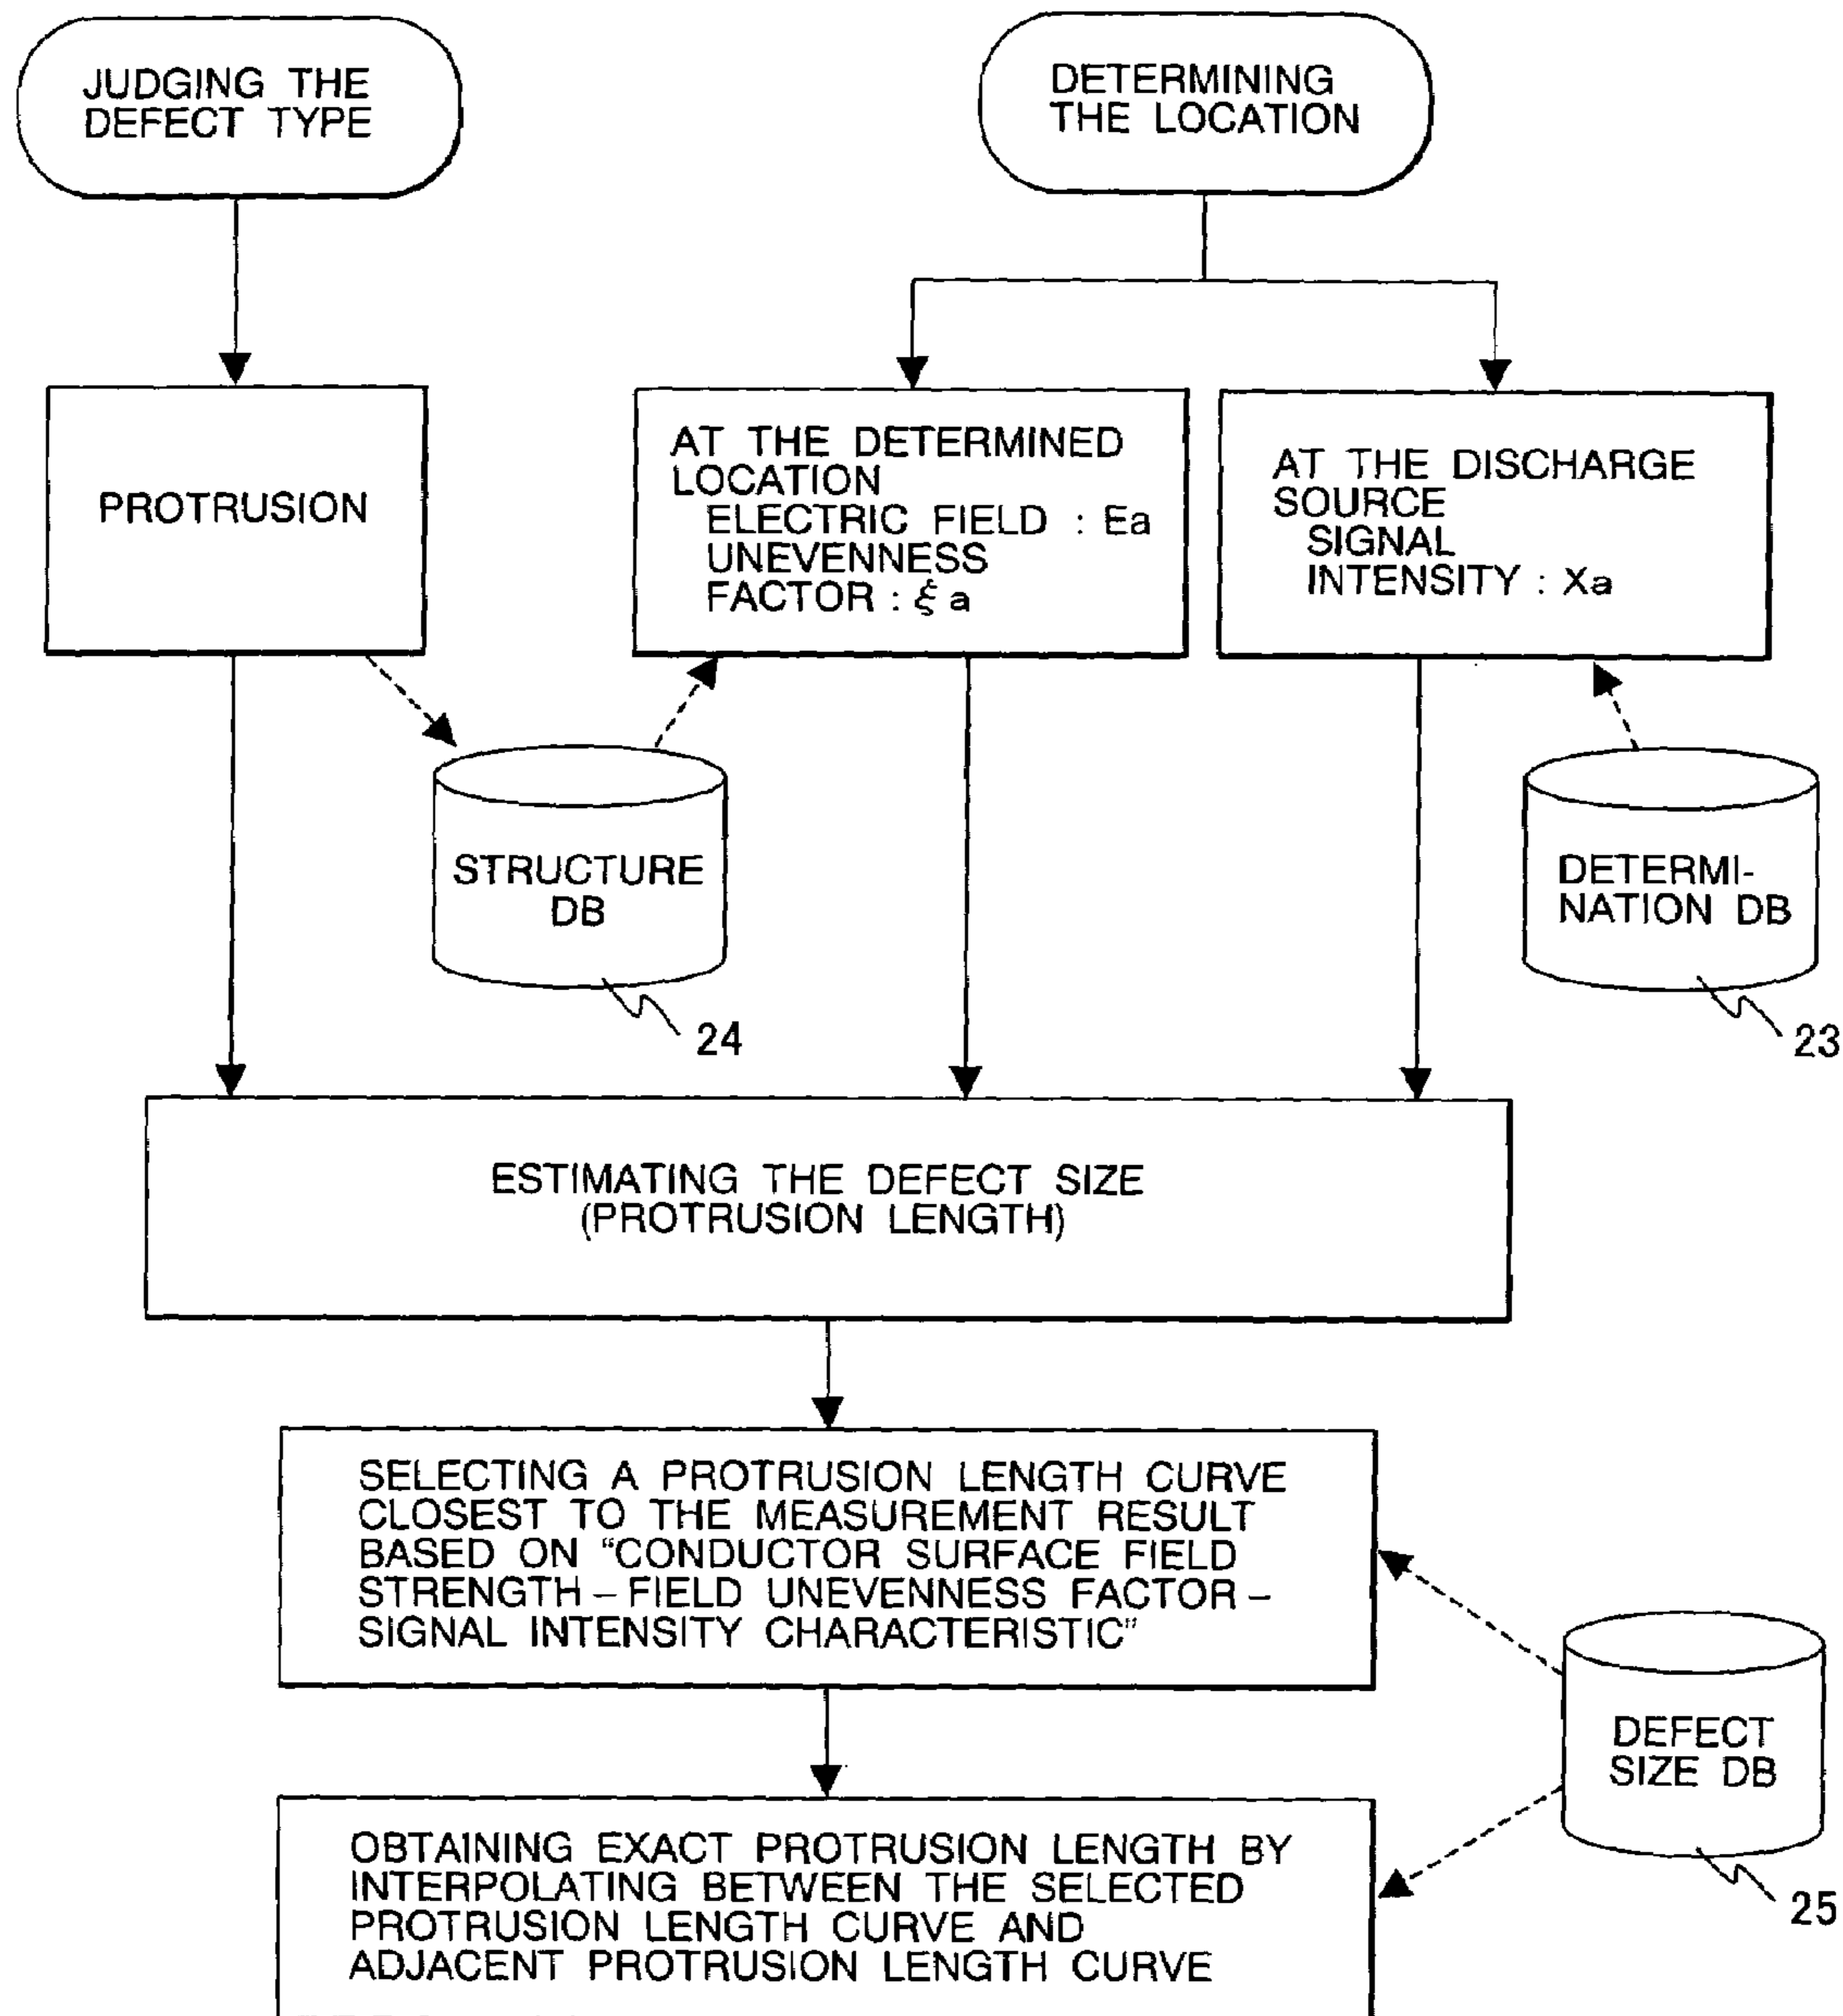 JUDGING THE
DEFECT TYPE
DETERMINING
THE LOCATION
PROTRUSION
AT THE DETERMINED
LOCATION
ELECTRIC FIELD : Ea
UNEVENNESS
FACTOR : ξa
AT THE DISCHARGE
SOURCE
SIGNAL
INTENSITY : Xa
STRUCTURE
DB
24
DETERMI-
NATION DB
23
ESTIMATING THE DEFECT SIZE
(PROTRUSION LENGTH)
SELECTING A PROTRUSION LENGTH CURVE
CLOSEST TO THE MEASUREMENT RESULT
BASED ON “CONDUCTOR SURFACE FIELD
STRENGTH – FIELD UNEVENNESS FACTOR –
SIGNAL INTENSITY CHARACTERISTIC”
DEFECT
SIZE DB
25
OBTAINING EXACT PROTRUSION LENGTH BY
INTERPOLATING BETWEEN THE SELECTED
PROTRUSION LENGTH CURVE AND
ADJACENT PROTRUSION LENGTH CURVE